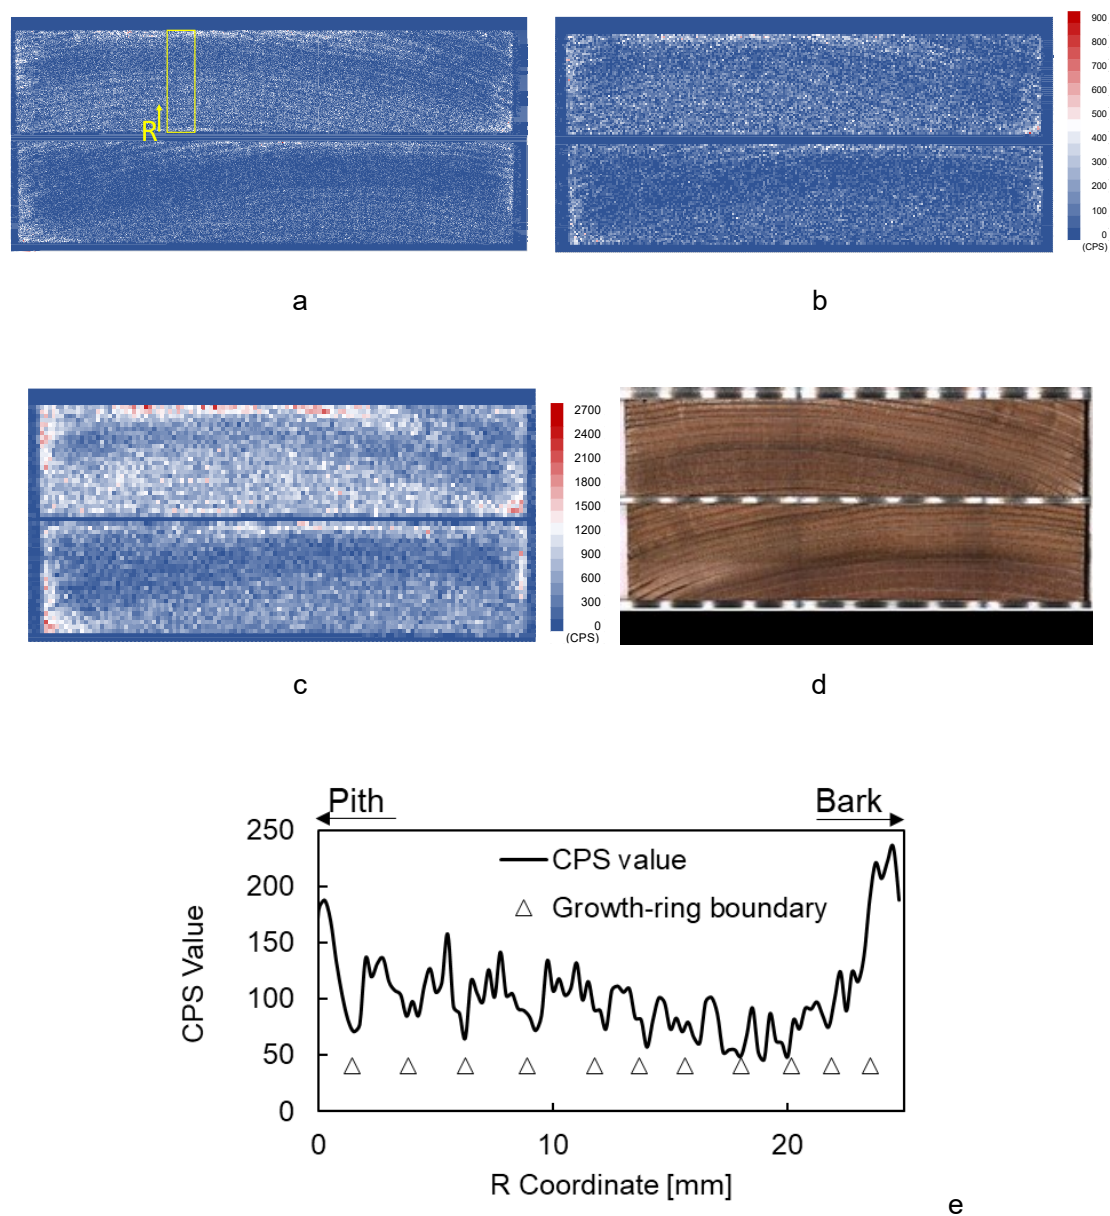 900
800
700
600
500
400
300
200
100
0
(CPS)
R
a
b
2700
2400
2100
1800
1500
1200
900
600
300
0
(CPS)
c
d
Pith
Bark
250
200
150
100
50
0
CPS Value
CPS value
Growth-ring boundary
0
10
20
R Coordinate [mm]
e